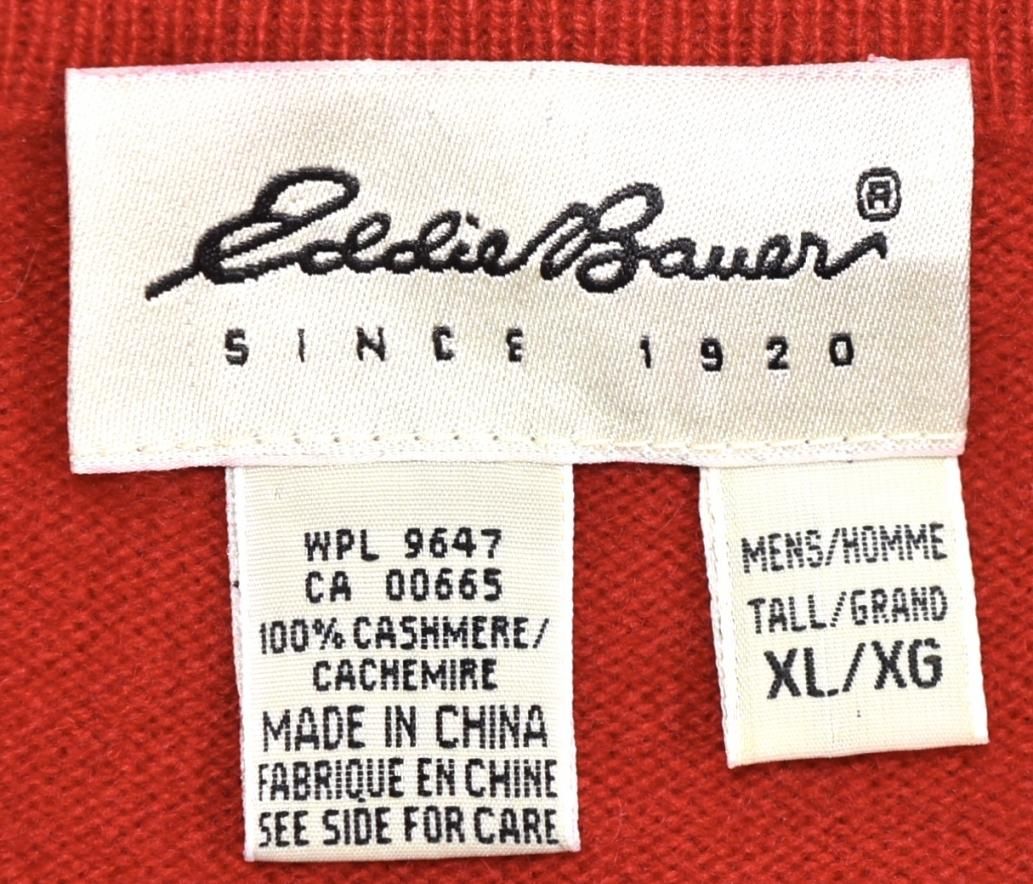 Eddie Bauer®
SINCE 1920
WPL 9647
CA 00665
100% CASHMERE/
CACHEMIRE
MADE IN CHINA
FABRIQUE EN CHINE
SEE SIDE FOR CARE
MENS/HOMME
TALL/GRAND
XL/XG